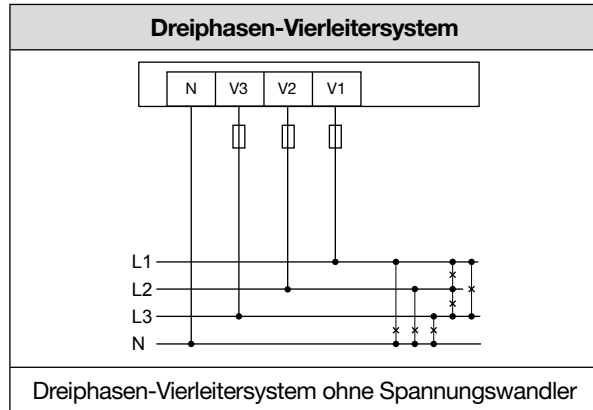 Dreiphasen-Vierleitersystem
N V3 V2 V1
L1
L2
L3
N
Dreiphasen-Vierleitersystem ohne Spannungswandler